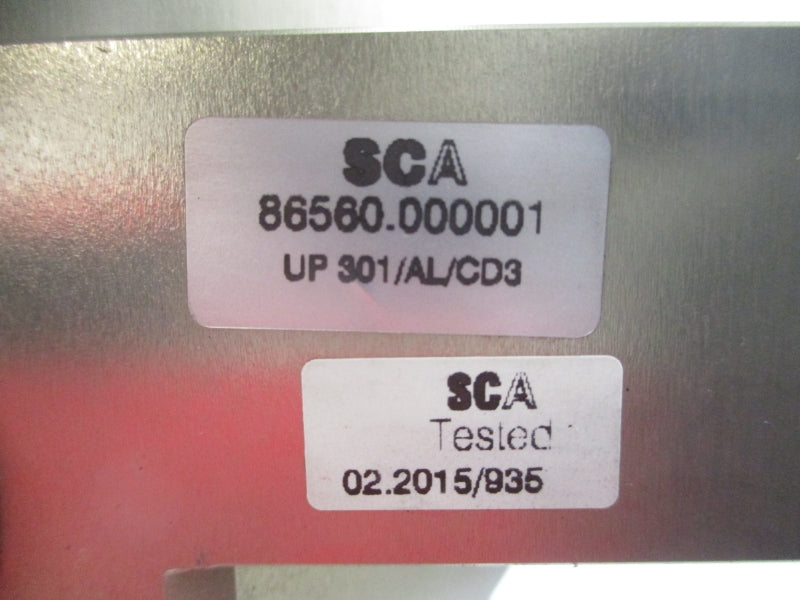 SCA
86560.000001
UP 301/AL/CD3
SCA
Tested
02.2015/935